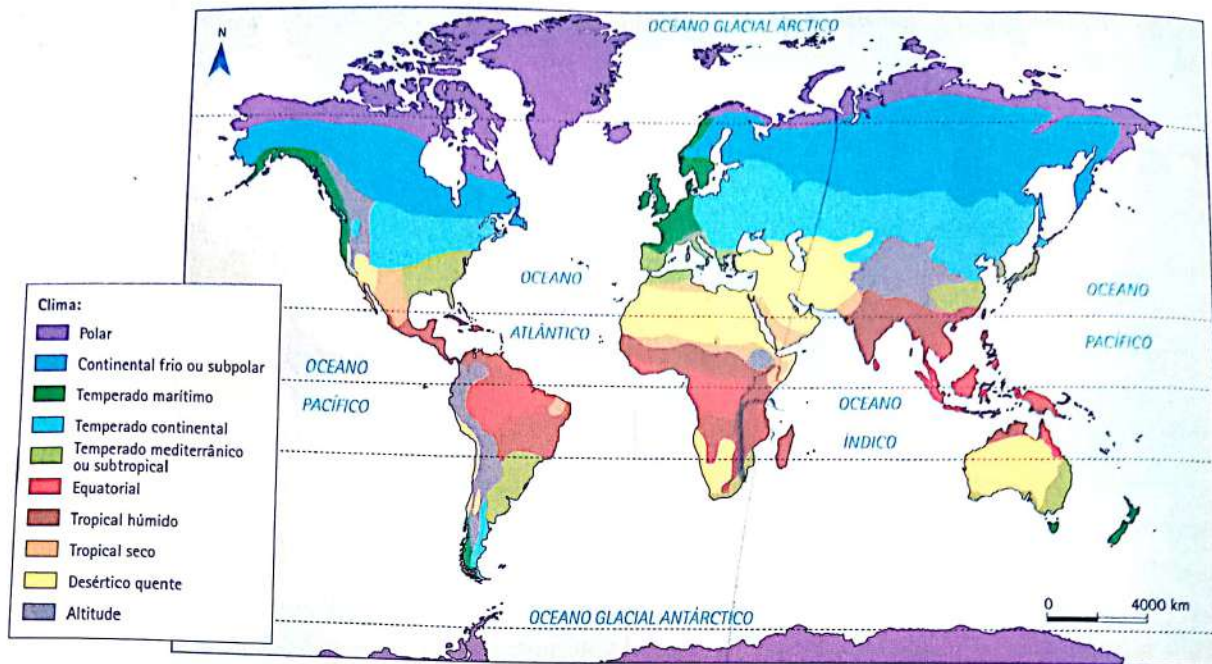 OCEANO GLACIAL ÁRCTICO
N
OCEANO
ATLÂNTICO
OCEANO
PACÍFICO
OCEANO
PACÍFICO
OCEANO
ÍNDICO
Clima:
Polar
Continental frio ou subpolar
Temperado marítimo
Temperado continental
Temperado mediterrânico
ou subtropical
Equatorial
Tropical húmido
Tropical seco
Desértico quente
Altitude
0 4000 km
OCEANO GLACIAL ANTÁRCTICO